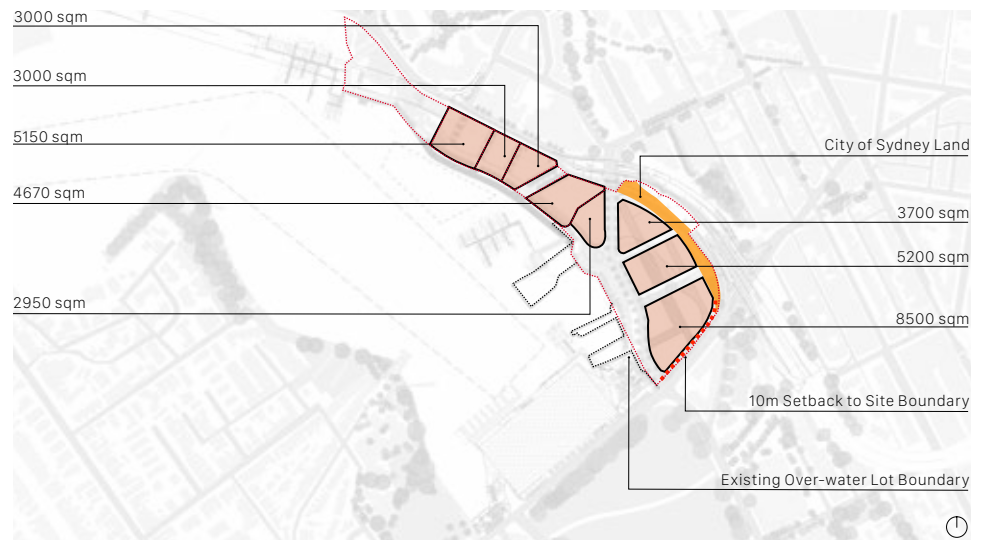 3000 sqm
3000 sqm
5150 sqm
4670 sqm
2950 sqm
City of Sydney Land
3700 sqm
5200 sqm
8500 sqm
10m Setback to Site Boundary
Existing Over-water Lot Boundary